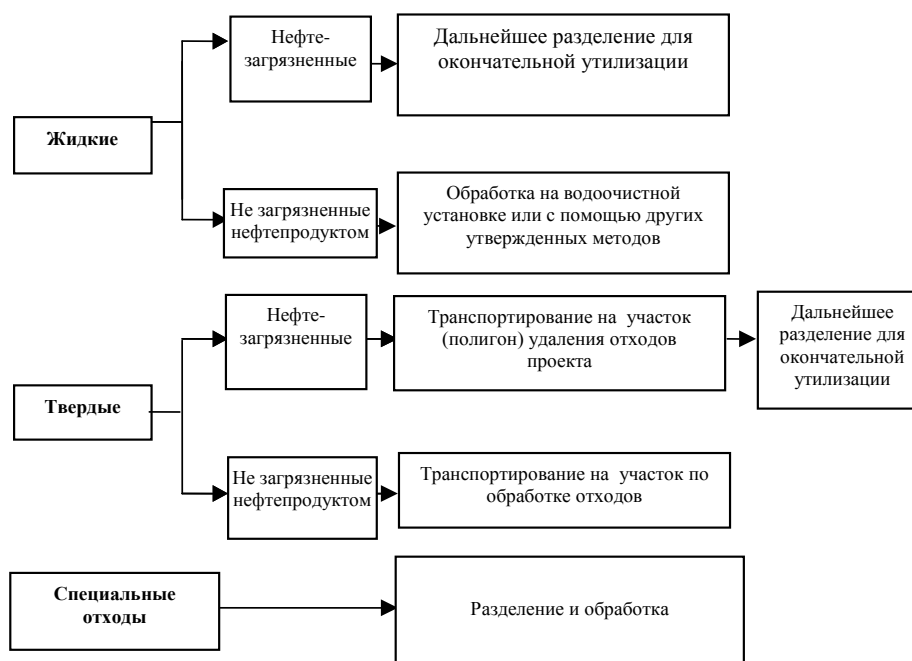 Нефте-
загрязненные
Дальнейшее разделение для
окончательной утилизации
Жидкие
Не загрязненные
нефтепродуктом
Обработка на водоочистной
установке или с помощью других
утвержденных методов
Нефте-
загрязненные
Транспортирование на участок
(полигон) удаления отходов
проекта
Дальнейшее
разделение для
окончательной
утилизации
Твердые
Не загрязненные
нефтепродуктом
Транспортирование на участок по
обработке отходов
Специальные
отходы
Разделение и обработка